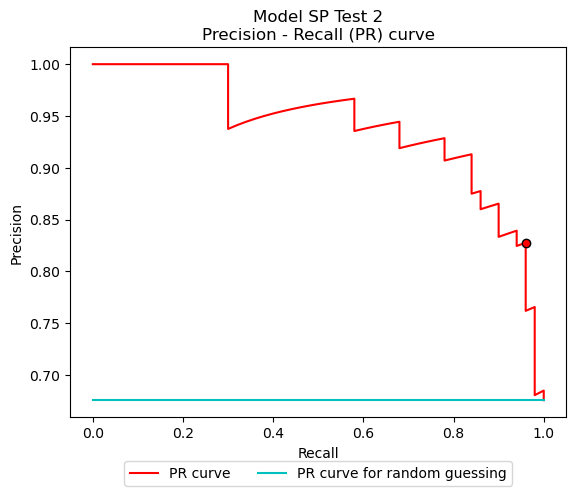 Model SP Test 2
Precision - Recall (PR) curve
1.00
0.95
0.90
0.85
0.80
0.75
0.70
Precision
0.0 0.2 0.4 0.6 0.8 1.0
Recall
PR curve PR curve for random guessing